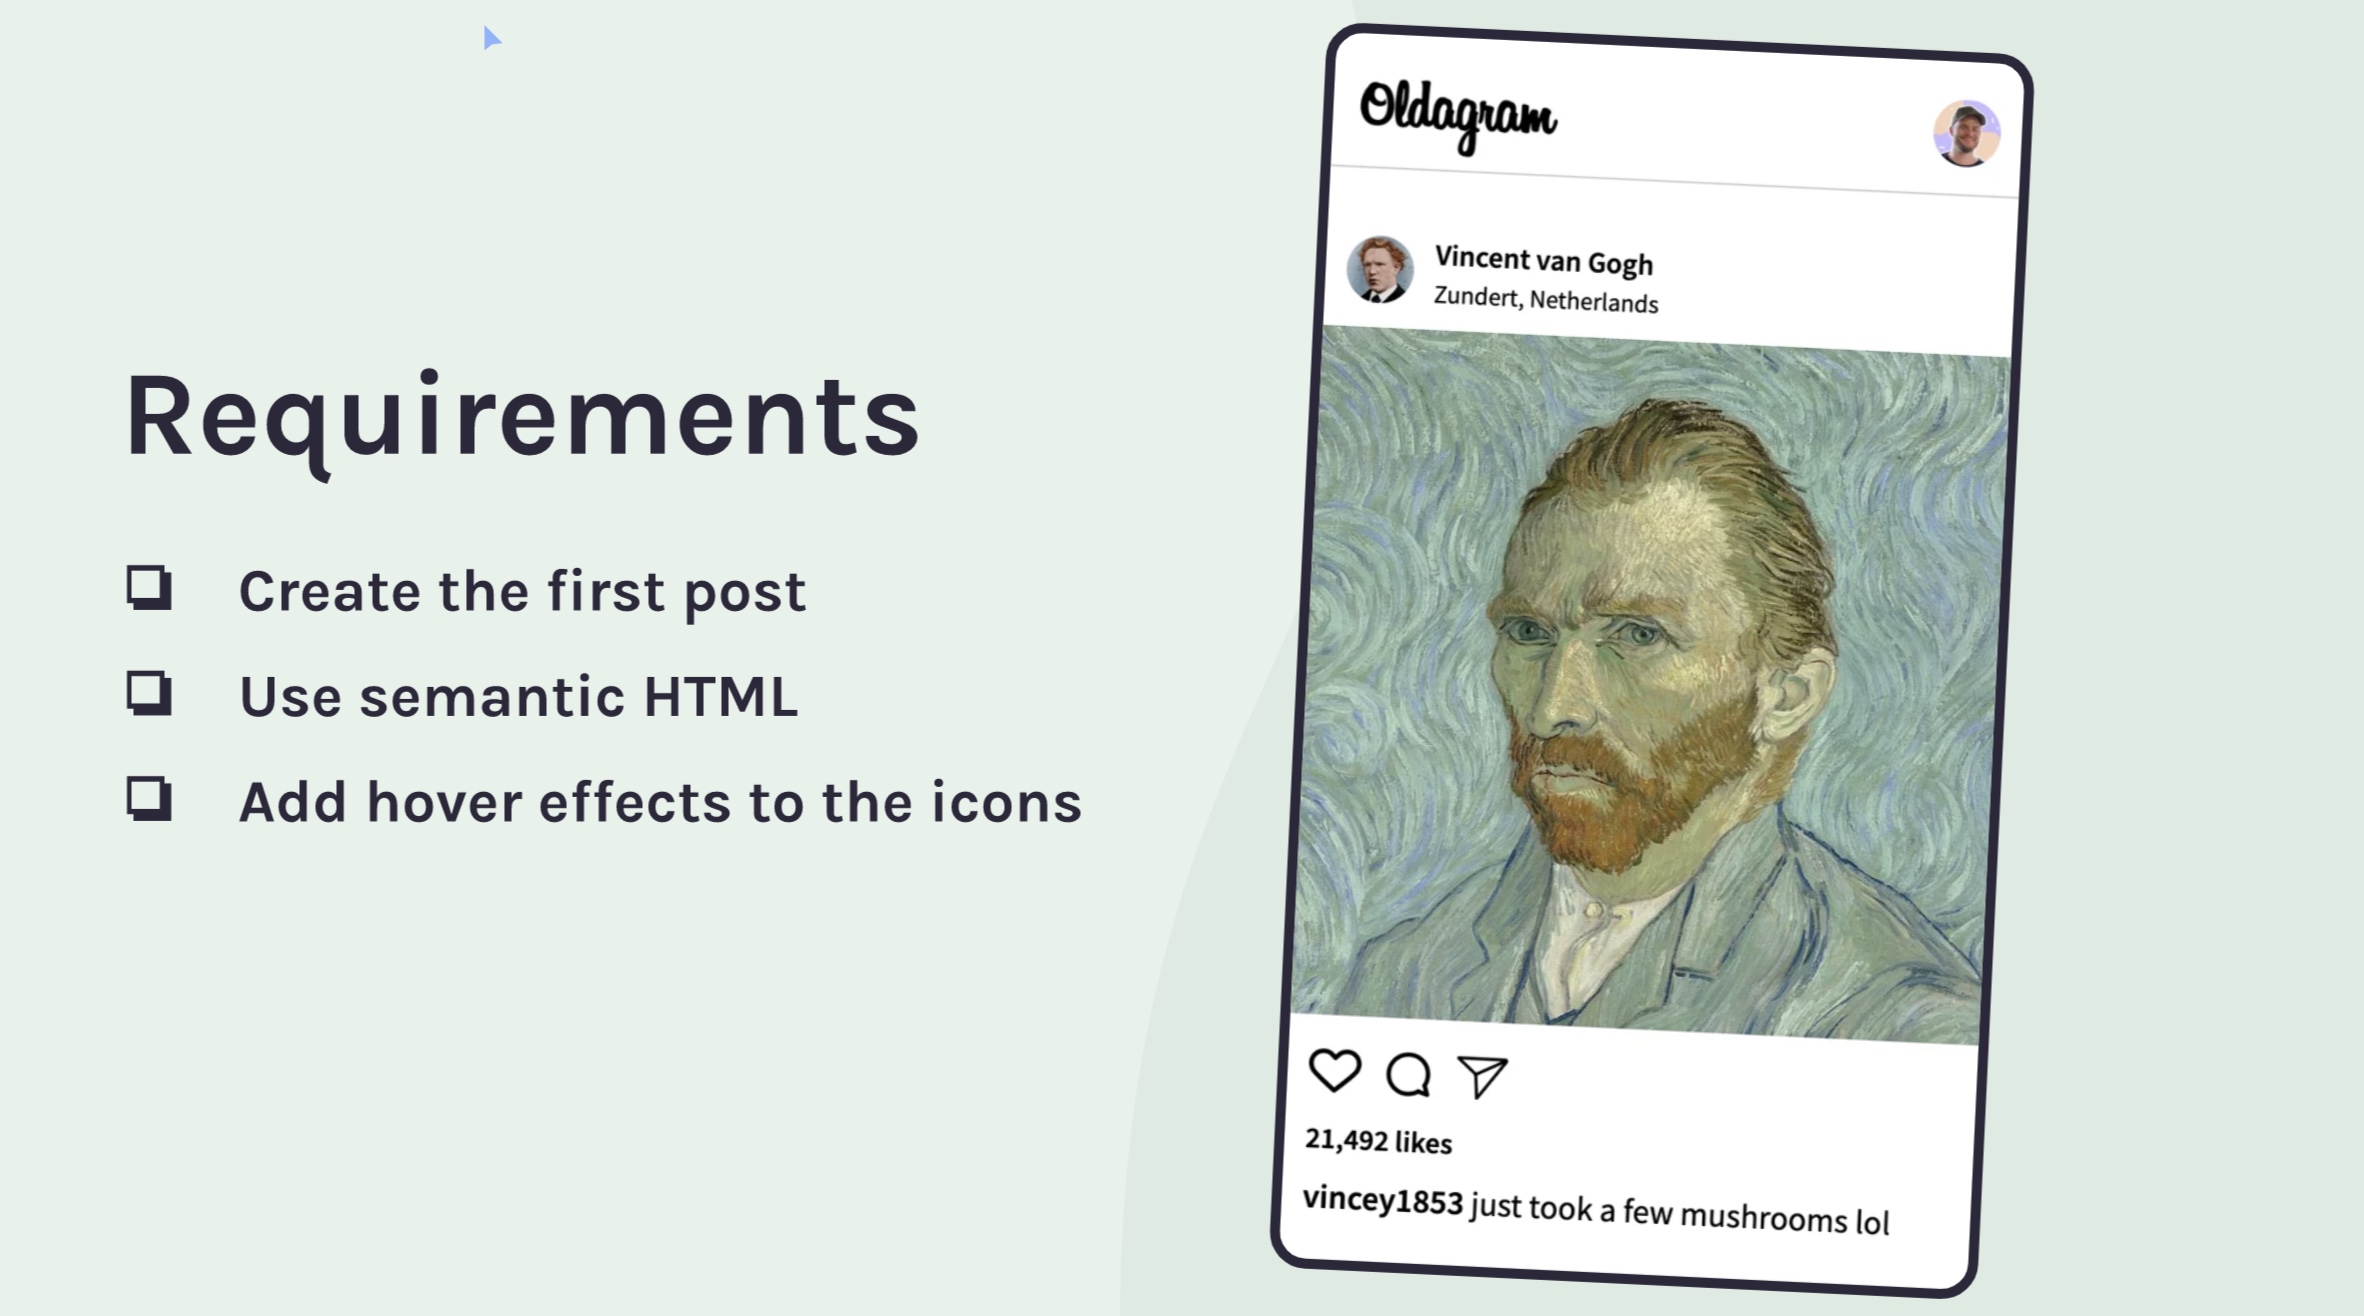 Requirements
Create the first post
Use semantic HTML
Add hover effects to the icons
Oldagram
Vincent van Gogh
Zundert, Netherlands
21,492 likes
vincey1853 just took a few mushrooms lol